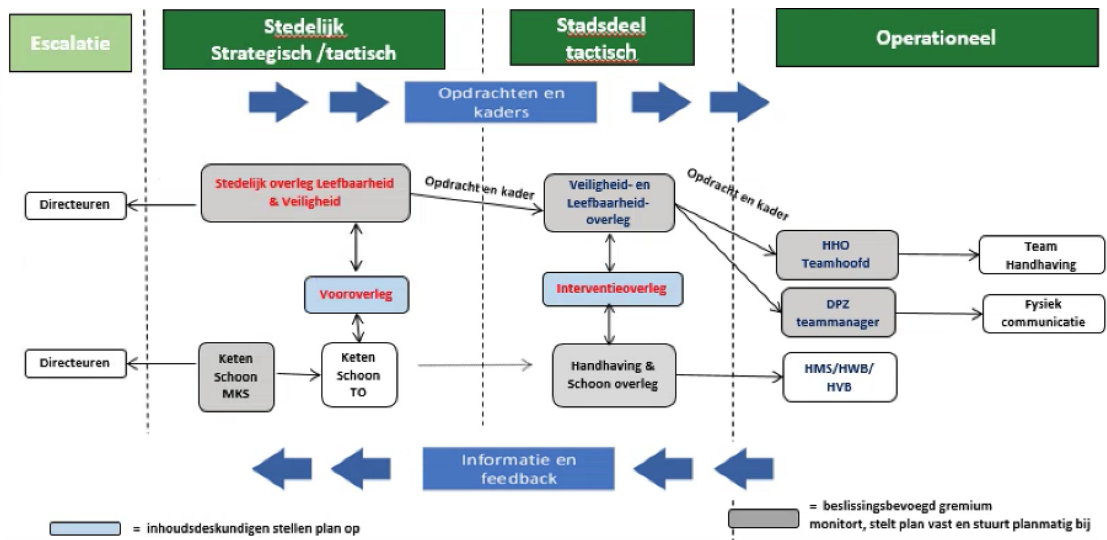 Escalatie
Stedelijk
Strategisch /tactisch
Stadsdeel
tactisch
Operationeel
Opdrachten en
kaders
Stedelijk overleg Leefbaarheid
& Veiligheid
Opdracht en kader
Veiligheid- en
Leefbaarheid-
overleg
Opdracht en kader
Directeuren
HHO
Teamhoofd
Team
Handhaving
Vooroverleg
Interventieoverleg
DPZ
teammanager
Fysiek
communicatie
Directeuren
Keten
Schoon
MKS
Keten
Schoon
TO
Handhaving &
Schoon overleg
HMS/HWB/
HVB
Informatie en
feedback
= inhoudsdeskundigen stellen plan op
= beslissingsbevoegd gremium
monitort, stelt plan vast en stuurt planmatig bij